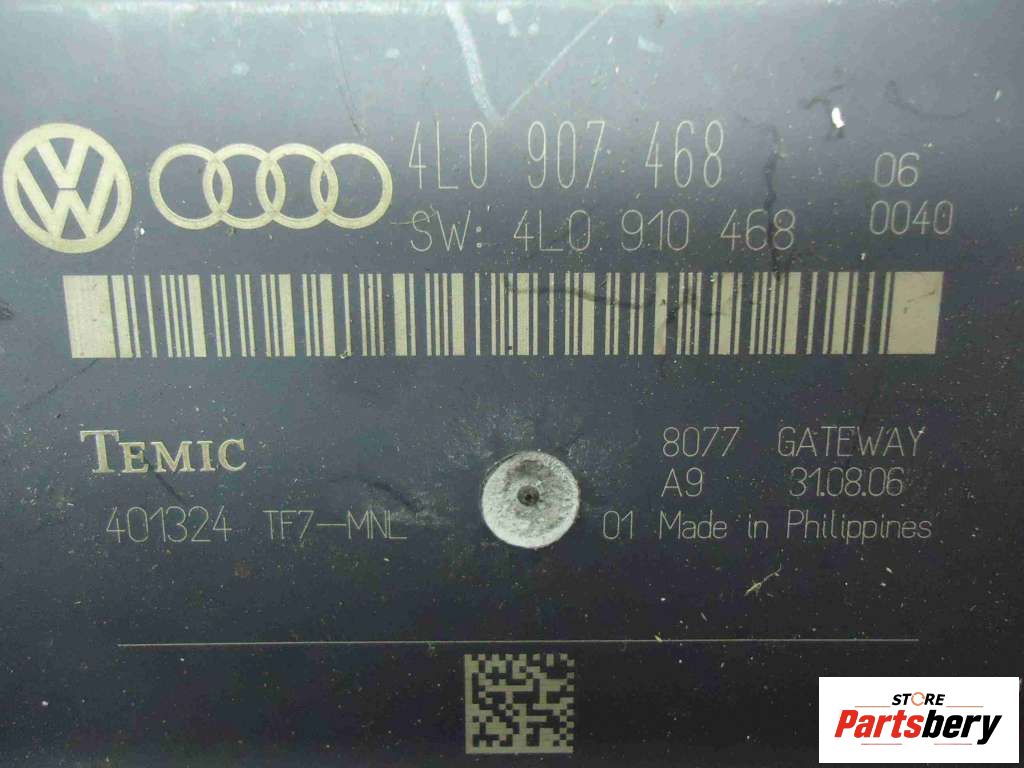 4L0 907 468 06
SW: 4L0 910 468 0040
TEMIC 8077 GATEWAY
A9 31.08.06
401324 TF7-MNL 01 Made in Philippines
STORE
Partsbery